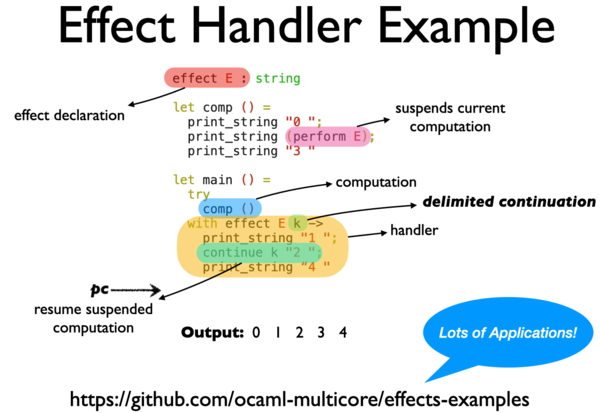 Effect Handler Example
effect E : string
effect declaration
let comp () =
print_string "0 ";
print_string (perform E);
print_string "3 "
suspends current
computation
let main () =
try
comp ()
with effect E k ->
print_string "1 ";
continue k "2 ";
print_string "4 "
computation
delimited continuation
handler
pc
resume suspended
computation
Output: 0 1 2 3 4
Lots of Applications!
https://github.com/ocaml-multicore/effects-examples